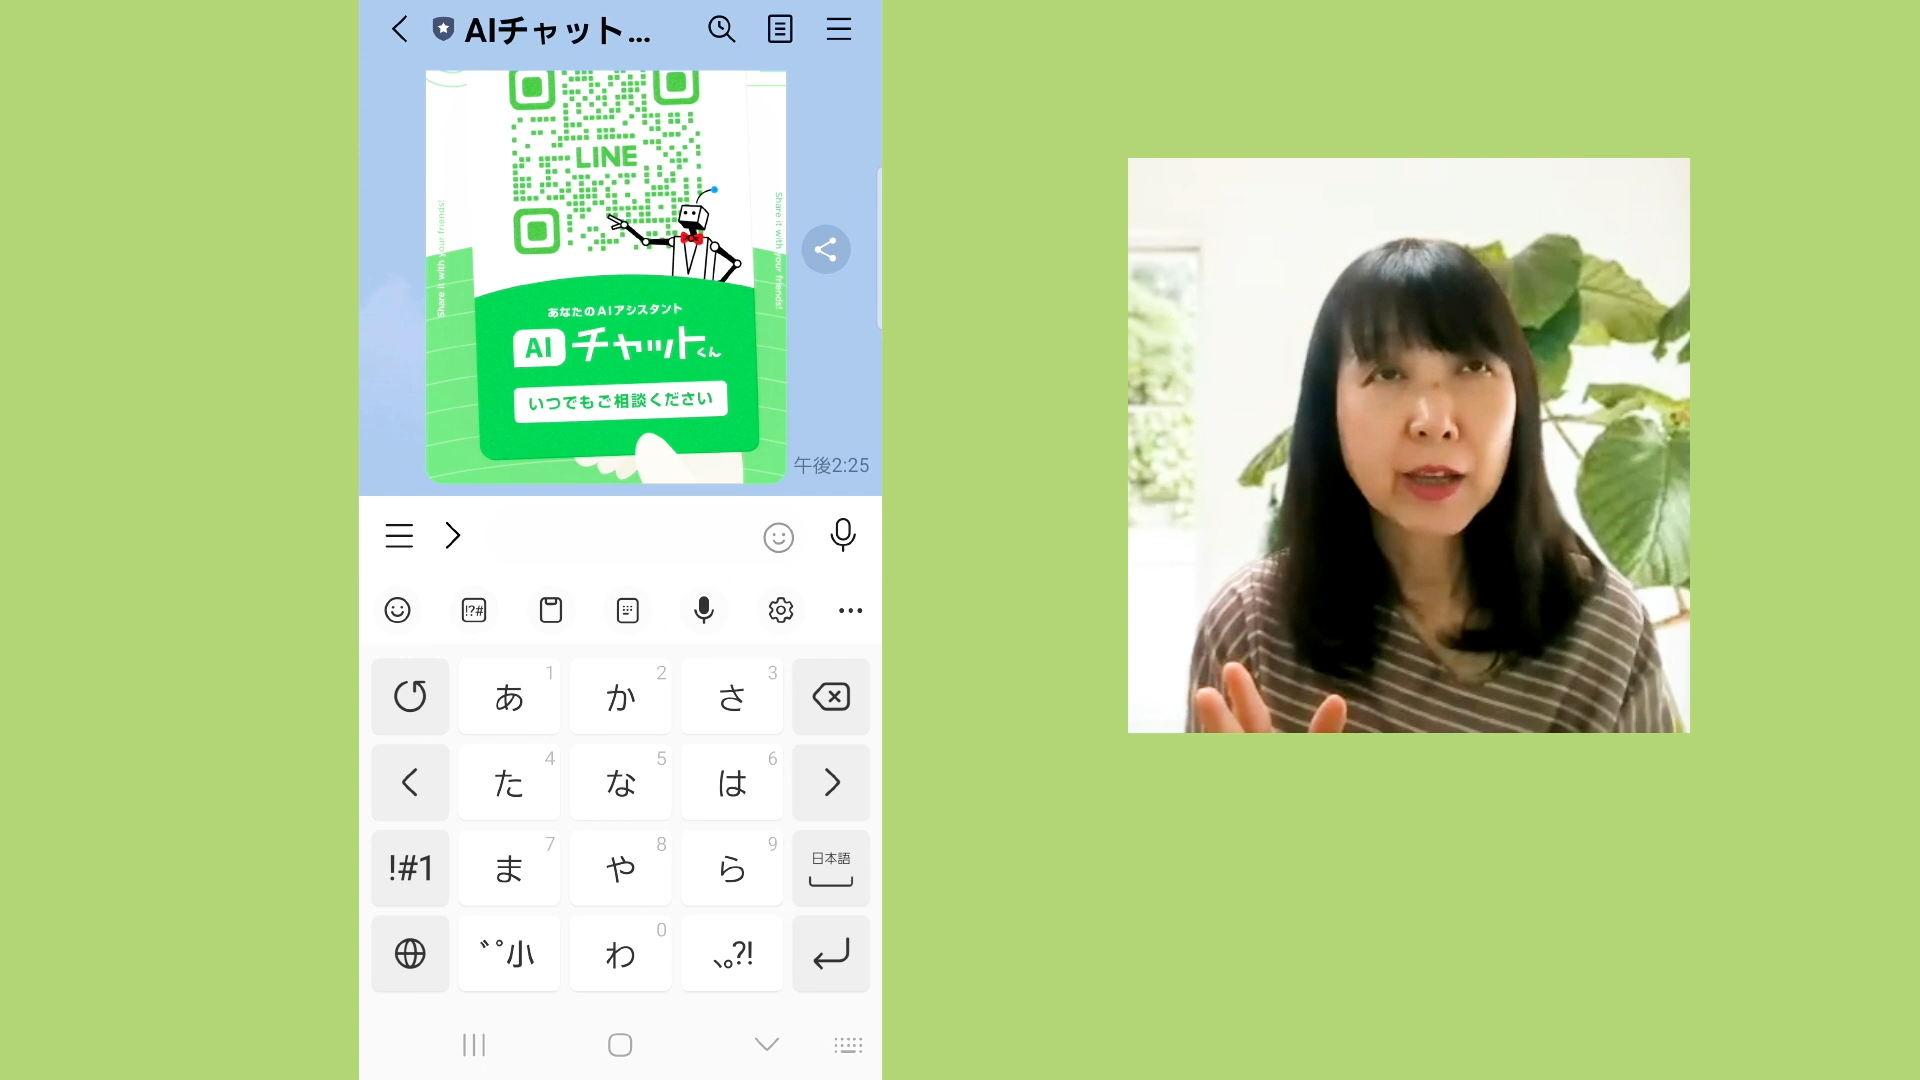 AIチャット...
LINE
Share it with your friends!
Share it with your friends!
あなたのAIアシスタント
AIチャットくん
いつでもご相談ください
午後2:25
!?#
あ 1
か 2
さ 3
た 4
な 5
は 6
!#1
ま 7
や 8
ら 9
日本語
゛゜小
わ 0
、。?!